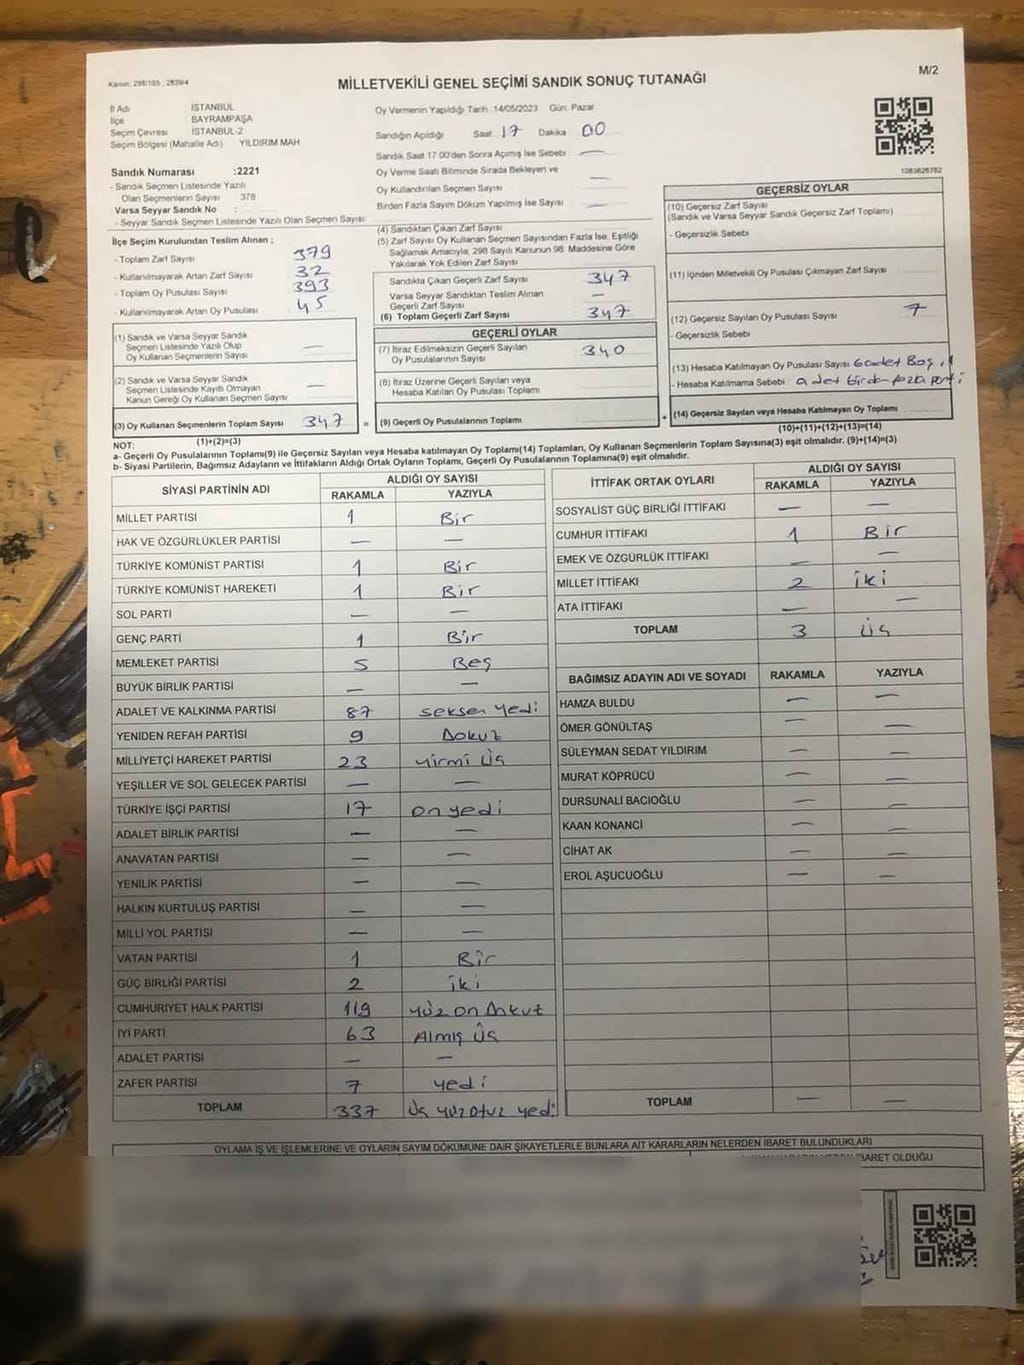 Kanun: 298/105 , 2839/4
MİLLETVEKİLİ GENEL SEÇİMİ SANDIK SONUÇ TUTANAĞI
M/2
İl Adı İSTANBUL
İlçe BAYRAMPAŞA
Seçim Çevresi İSTANBUL-2
Seçim Bölgesi (Mahalle Adı) YILDIRIM MAH
Sandık Numarası :2221
- Sandık Seçmen Listesinde Yazılı
Olan Seçmenlerin Sayısı 378
Varsa Seyyar Sandık No :
- Seyyar Sandık Seçmen Listesinde Yazılı Olan Seçmen Sayısı
Oy Vermenin Yapıldığı Tarih :14/05/2023 Gün: Pazar
Sandığın Açıldığı Saat 17 Dakika 00
Sandık Saat 17:00'den Sonra Açımış İse Sebebi : —
Oy Verme Saati Bitiminde Sırada Bekleyen ve
Oy Kullandırılan Seçmen Sayısı —
Birden Fazla Sayım Döküm Yapılmış İse Sayısı : —
1083626762
İlçe Seçim Kurulundan Teslim Alınan ;
- Toplam Zarf Sayısı 379
- Kullanılmayarak Artan Zarf Sayısı 32
- Toplam Oy Pusulası Sayısı 393
- Kullanılmayarak Artan Oy Pusulası 45
(1) Sandık ve Varsa Seyyar Sandık
Seçmen Listesinde Yazılı Olup
Oy Kullanan Seçmenlerin Sayısı —
(2) Sandık ve Varsa Seyyar Sandık
Seçmen Listesinde Kayıtlı Olmayan
Kanun Gereği Oy Kullanan Seçmenlerin Sayısı —
(3) Oy Kullanan Seçmenlerin Toplam Sayısı 347
(1)+(2)=(3)
(4) Sandıktan Çıkan Zarf Sayısı
(5) Zarf Sayısı Oy Kullanan Seçmen Sayısından Fazla İse, Eşitliği
Sağlamak Amacıyla; 298 Sayılı Kanunun 98. Maddesine Göre
Yakılarak Yok Edilen Zarf Sayısı
Sandıkta Çıkan Geçerli Zarf Sayısı 347
Varsa Seyyar Sandıktan Teslim Alınan
Geçerli Zarf Sayısı —
(6) Toplam Geçerli Zarf Sayısı 347
GEÇERLİ OYLAR
(7) İtiraz Edilmeksizin Geçerli Sayılan
Oy Pusulalarının Sayısı 340
(8) İtiraz Üzerine Geçerli Sayılan veya
Hesaba Katılan Oy Pusulaları Toplamı
= (9) Geçerli Oy Pusulalarının Toplamı +
GEÇERSİZ OYLAR
(10) Geçersiz Zarf Sayısı
(Sandık ve Varsa Seyyar Sandık Geçersiz Zarf Toplamı)
- Geçersizlik Sebebi
(11) İçinden Milletvekili Oy Pusulası Çıkmayan Zarf Sayısı
(12) Geçersiz Sayılan Oy Pusulası Sayısı 7
- Geçersizlik Sebebi
(13) Hesaba Katılmayan Oy Pusulası Sayısı 6 adet Boş, 1
- Hesaba Katılmama Sebebi : adet birden fazla parti
(14) Geçersiz Sayılan veya Hesaba Katılmayan Oy Toplamı
(10)+(11)+(12)+(13)=(14)
NOT:
a- Geçerli Oy Pusulalarının Toplamı(9) ile Geçersiz Sayılan veya Hesaba katılmayan Oy Toplamı(14) Toplamları, Oy Kullanan Seçmenlerin Toplam Sayısına(3) eşit olmalıdır. (9)+(14)=(3)
b- Siyasi Partilerin, Bağımsız Adayların ve İttifakların Aldığı Ortak Oyların Toplamı, Geçerli Oy Pusulalarının Toplamına(9) eşit olmalıdır.
SİYASİ PARTİNİN ADI ALDIĞI OY SAYISI
RAKAMLA YAZIYLA
MİLLET PARTİSİ 1 Bir
HAK VE ÖZGÜRLÜKLER PARTİSİ — —
TÜRKİYE KOMÜNİST PARTİSİ 1 Bir
TÜRKİYE KOMÜNİST HAREKETİ 1 Bir
SOL PARTİ — —
GENÇ PARTİ 1 Bir
MEMLEKET PARTİSİ 5 Beş
BÜYÜK BİRLİK PARTİSİ — —
ADALET VE KALKINMA PARTİSİ 87 seksen yedi
YENİDEN REFAH PARTİSİ 9 Dokuz
MİLLİYETÇİ HAREKET PARTİSİ 23 yirmi Üç
YEŞİLLER VE SOL GELECEK PARTİSİ — —
TÜRKİYE İŞÇİ PARTİSİ 17 on yedi
ADALET BİRLİK PARTİSİ — —
ANAVATAN PARTİSİ — —
YENİLİK PARTİSİ — —
HALKIN KURTULUŞ PARTİSİ — —
MİLLİ YOL PARTİSİ — —
VATAN PARTİSİ 1 Bir
GÜÇ BİRLİĞİ PARTİSİ 2 iki
CUMHURİYET HALK PARTİSİ 119 yüz on Dokuz
İYİ PARTİ 63 Almış Üç
ADALET PARTİSİ — —
ZAFER PARTİSİ 7 yedi
TOPLAM 337 Üç yüz otuz yedi
İTTİFAK ORTAK OYLARI ALDIĞI OY SAYISI
RAKAMLA YAZIYLA
SOSYALİST GÜÇ BİRLİĞİ İTTİFAKI — —
CUMHUR İTTİFAKI 1 Bir
EMEK VE ÖZGÜRLÜK İTTİFAKI — —
MİLLET İTTİFAKI 2 iki
ATA İTTİFAKI — —
TOPLAM 3 Üç
BAĞIMSIZ ADAYIN ADI VE SOYADI RAKAMLA YAZIYLA
HAMZA BULDU — —
ÖMER GÖNÜLTAŞ — —
SÜLEYMAN SEDAT YILDIRIM — —
MURAT KÖPRÜCÜ — —
DURSUNALİ BACIOĞLU — —
KAAN KONANCİ — —
CİHAT AK — —
EROL AŞUCUOĞLU — —
TOPLAM — —
OYLAMA İŞ VE İŞLEMLERİNE VE OYLARIN SAYIM DÖKÜMÜNE DAİR ŞİKAYETLERLE BUNLARA AİT KARARLARIN NELERDEN İBARET BULUNDUKLARI
İBARET OLDUĞU